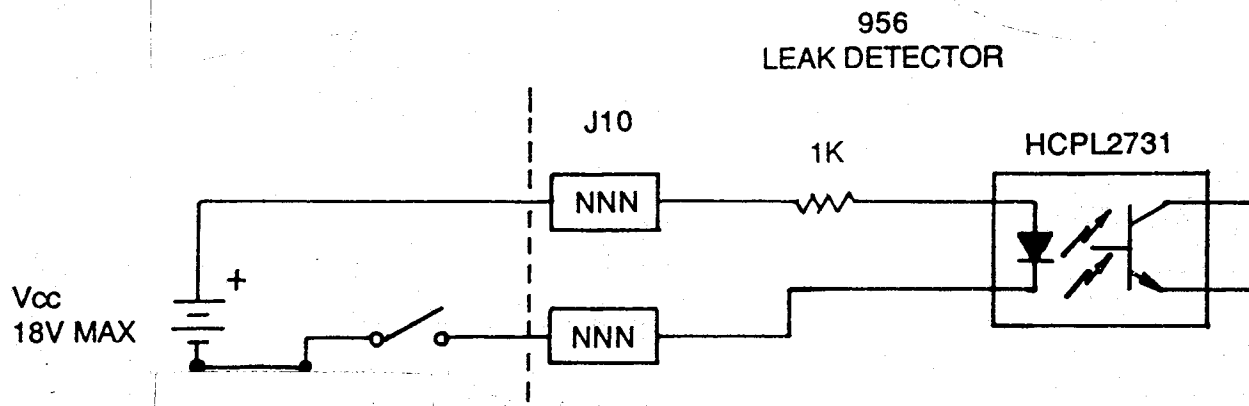 956
LEAK DETECTOR
J10
1K
HCPL2731
NNN
+
Vcc
18V MAX
NNN